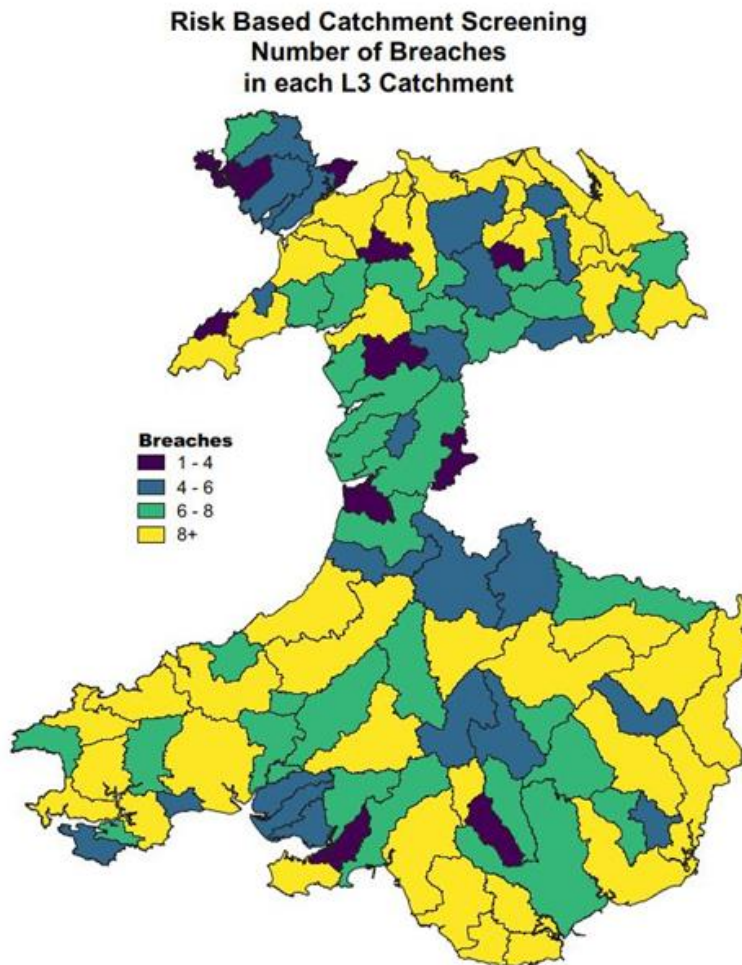 Risk Based Catchment Screening
Number of Breaches
in each L3 Catchment
Breaches
1 - 4
4 - 6
6 - 8
8+